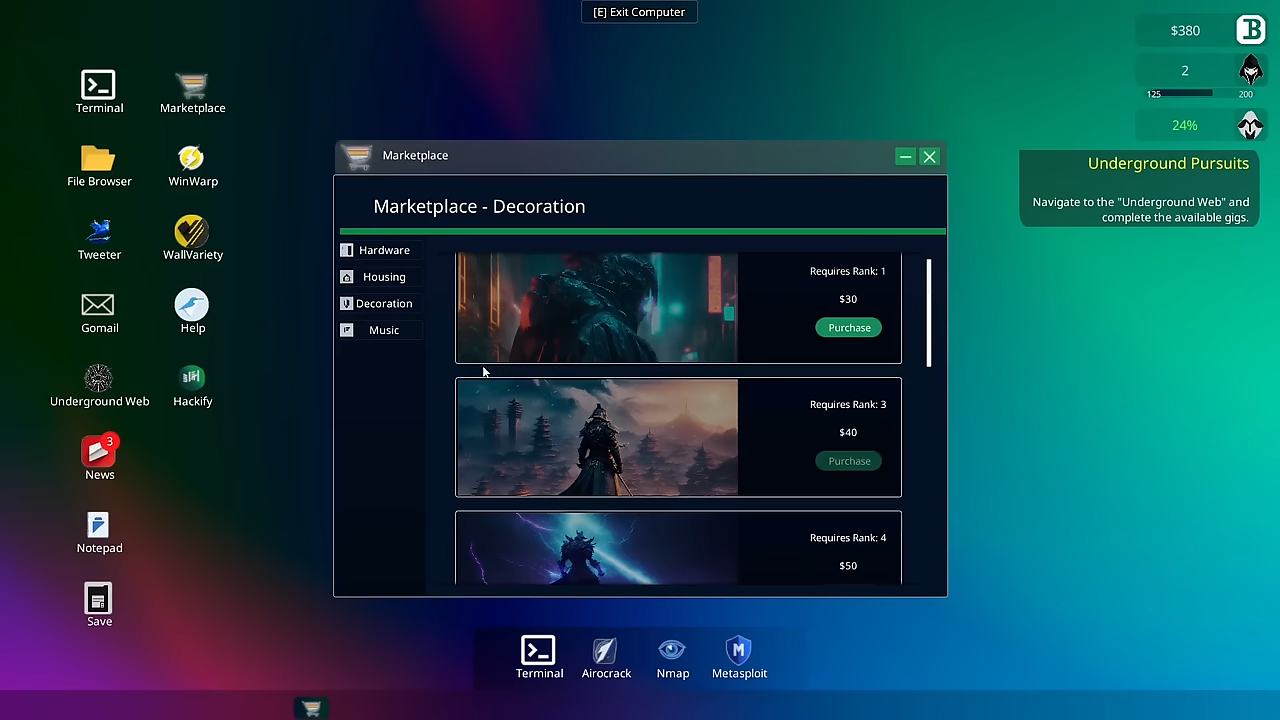 [E] Exit Computer
$380
B
2
125
200
24%
Underground Pursuits
Navigate to the "Underground Web" and
complete the available gigs.
Terminal
Marketplace
File Browser
WinWarp
Tweeter
WallVariety
Gomail
Help
Underground Web
Hackify
3
News
Notepad
Save
Marketplace
Marketplace - Decoration
Hardware
Housing
Decoration
Music
Requires Rank: 1
$30
Purchase
Requires Rank: 3
$40
Purchase
Requires Rank: 4
$50
M
Terminal
Airocrack
Nmap
Metasploit